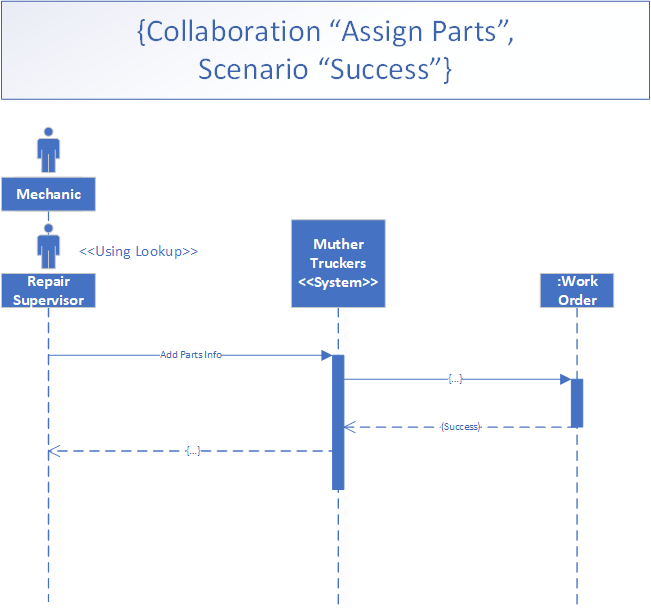 {Collaboration “Assign Parts”,
Scenario “Success”}
Mechanic
<<Using Lookup>>
Repair
Supervisor
Muther
Truckers
<<System>>
:Work
Order
Add Parts Info
{...}
{Success}
{...}